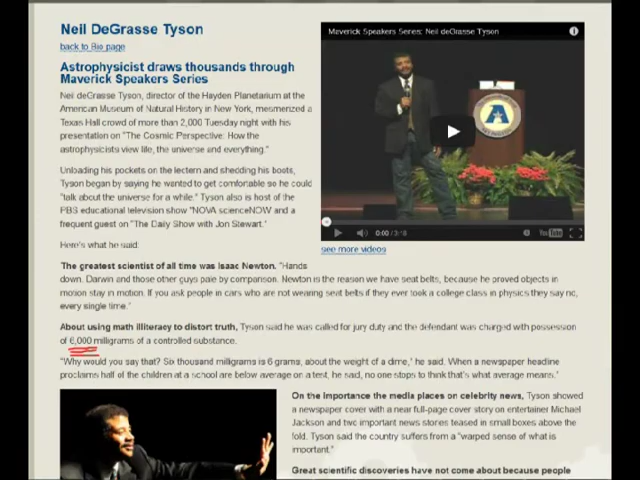 Neil DeGrasse Tyson
back to Bio page
Astrophysicist draws thousands through
Maverick Speakers Series
Neil deGrasse Tyson, director of the Hayden Planetarium at the
American Museum of Natural History in New York, mesmerized a
Texas Hall crowd of more than 2,000 Tuesday night with his
presentation on "The Cosmic Perspective: How the
astrophysicists view life, the universe and everything."
Unloading his pockets on the lectern and shedding his boots,
Tyson began by saying he wanted to get comfortable so he could
"talk about the universe for a while." Tyson also is host of the
PBS educational television show "NOVA scienceNOW and a
frequent guest on "The Daily Show with Jon Stewart."
Here's what he said.
Maverick Speakers Series: Neil deGrasse Tyson
A
0:00 / 3:18
YouTube
see more videos
The greatest scientist of all time was Isaac Newton. "Hands
down. Darwin and those other guys pale by comparison. Newton is the reason we have seat belts, because he proved objects in
motion stay in motion. If you ask people in cars who are not wearing seat belts if they ever took a college class in physics they say no,
every single time."
About using math illiteracy to distort truth, Tyson said he was called for jury duty and the defendant was charged with possession
of 6,000 milligrams of a controlled substance.
"Why would you say that? Six thousand milligrams is 6 grams, about the weight of a dime,' he said. When a newspaper headline
proclaims half of the children at a school are below average on a test, he said, no one stops to think that's what average means."
On the importance the media places on celebrity news, Tyson showed
a newspaper cover with a near full-page cover story on entertainer Michael
Jackson and two important news stories teased in small boxes above the
fold. Tyson said the country suffers from a "warped sense of what is
important."
Great scientific discoveries have not come about because people